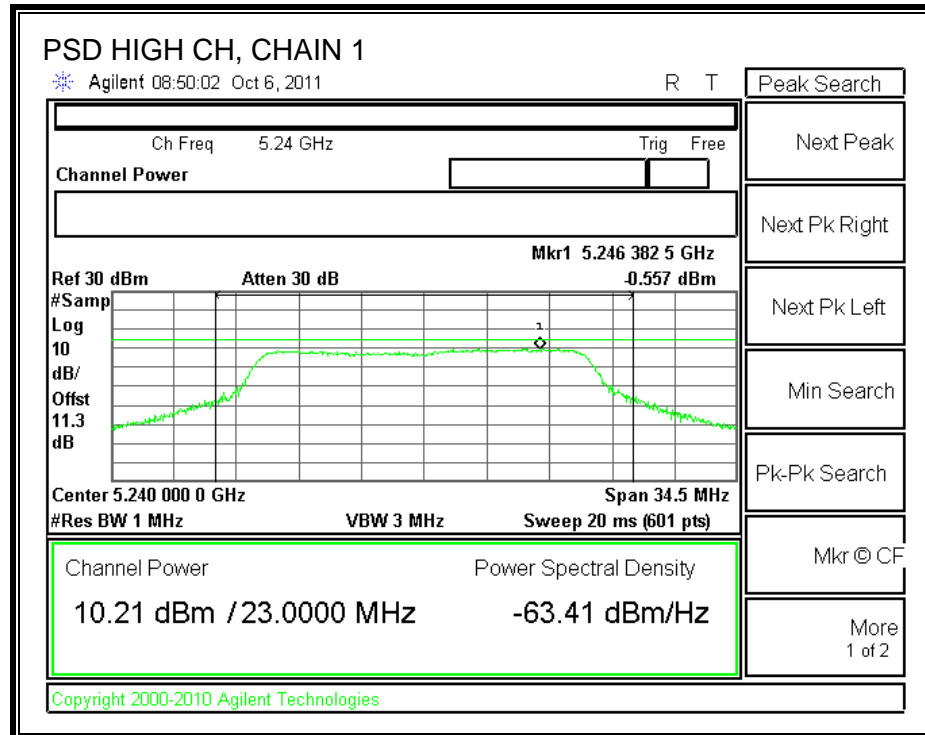 PSD HIGH CH, CHAIN 1
Agilent 08:50:02 Oct 6, 2011 R T
Peak Search
Ch Freq 5.24 GHz Trig Free
Channel Power
Next Peak
Next Pk Right
Mkr1 5.246 382 5 GHz
Ref 30 dBm Atten 30 dB -0.557 dBm
#Samp
Log
10
dB/
Offst
11.3
dB
1
Next Pk Left
Min Search
Pk-Pk Search
Center 5.240 000 0 GHz Span 34.5 MHz
#Res BW 1 MHz VBW 3 MHz Sweep 20 ms (601 pts)
Channel Power Power Spectral Density
10.21 dBm / 23.0000 MHz -63.41 dBm/Hz
Mkr © CF
More
1 of 2
Copyright 2000-2010 Agilent Technologies